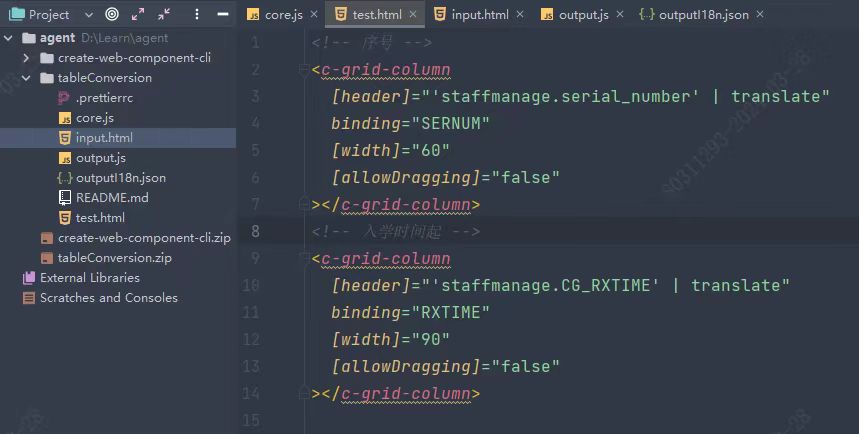 Project
core.js
test.html
input.html
output.js
outputI18n.json
agent D:\Learn\agent
create-web-component-cli
tableConversion
.prettierrc
core.js
input.html
output.js
outputI18n.json
README.md
test.html
create-web-component-cli.zip
tableConversion.zip
External Libraries
Scratches and Consoles
1 <!-- 序号 -->
2 <c-grid-column
3 [header]="'staffmanage.serial_number' | translate"
4 binding="SERNUM"
5 [width]="60"
6 [allowDragging]="false"
7 ></c-grid-column>
8 <!-- 入学时间起 -->
9 <c-grid-column
10 [header]="'staffmanage.CG_RXTIME' | translate"
11 binding="RXTIME"
12 [width]="90"
13 [allowDragging]="false"
14 ></c-grid-column>
15